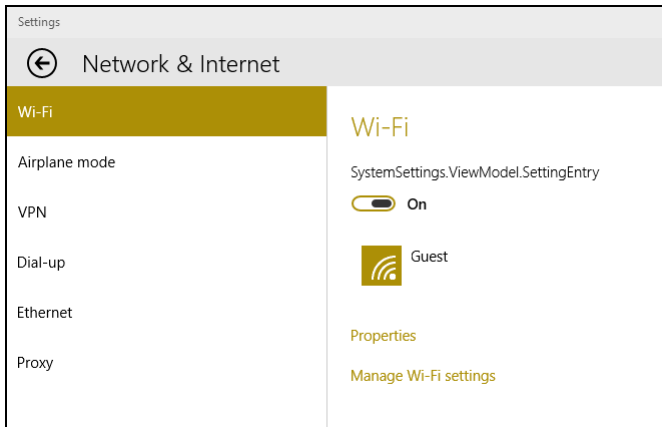 Settings
Network & Internet
Wi-Fi
Airplane mode
VPN
Dial-up
Ethernet
Proxy
Wi-Fi
SystemSettings.ViewModel.SettingEntry
On
Guest
Properties
Manage Wi-Fi settings